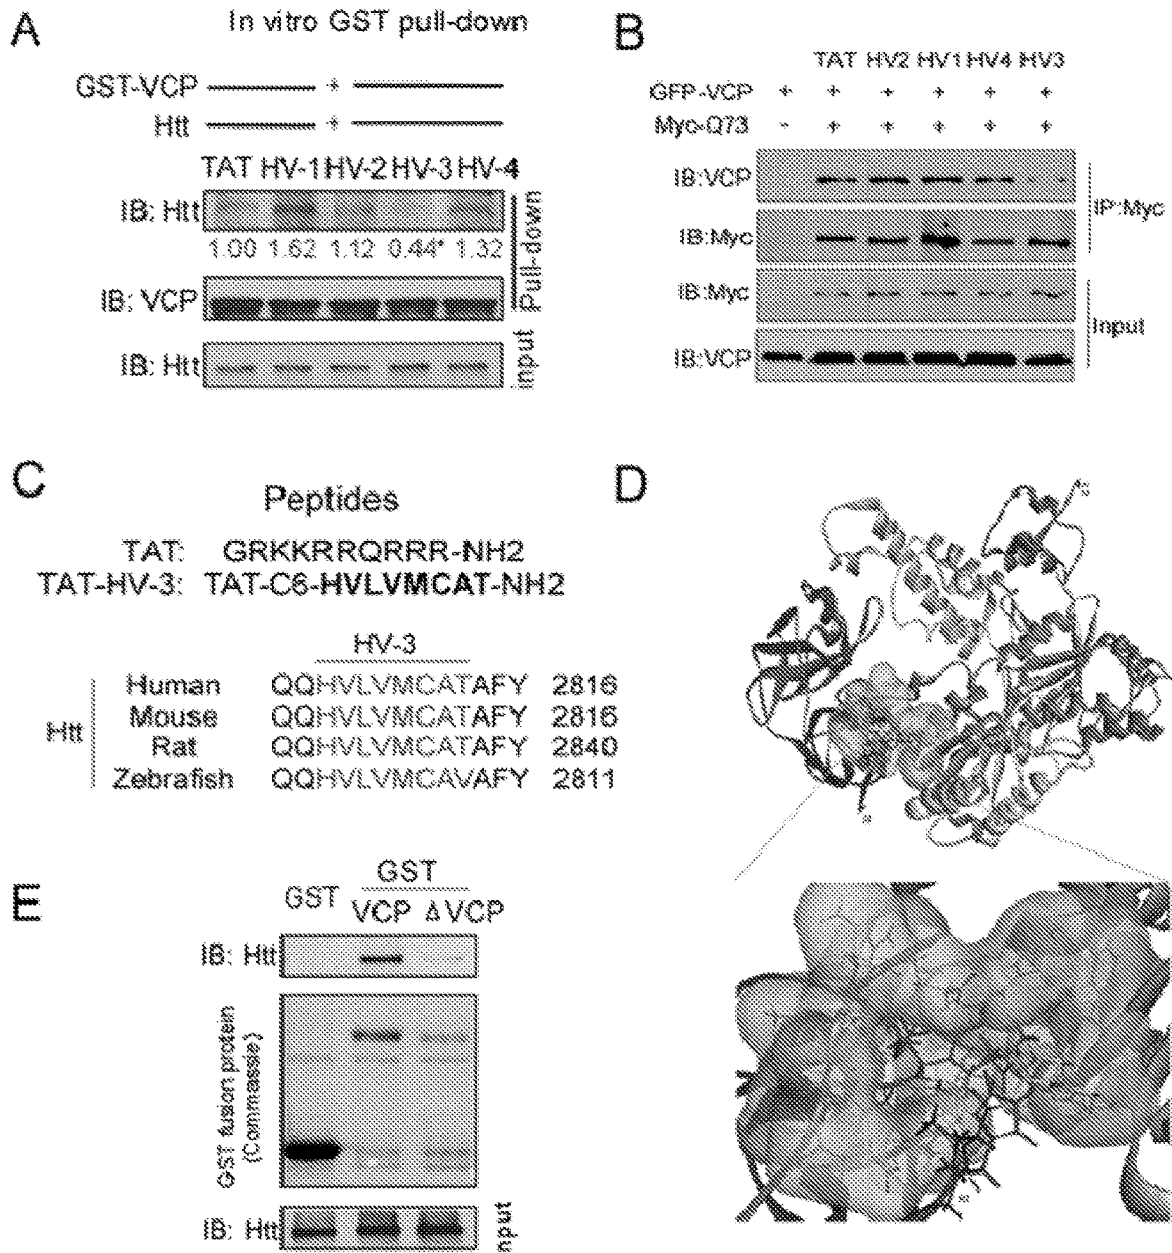 A
In vitro GST pull-down
GST-VCP +
Htt +
TAT HV-1 HV-2 HV-3 HV-4
IB: Htt
1.00 1.62 1.12 0.44* 1.32
IB: VCP
Pull-down
IB: Htt
input
B
TAT HV2 HV1 HV4 HV3
GFP-VCP + + + + + +
Myc-Q73 - + + + + +
IB:VCP
IB:Myc
IP:Myc
IB:Myc
IB:VCP
Input
C
Peptides
TAT: GRKKRRQRRR-NH2
TAT-HV-3: TAT-C6-HVLVMCAT-NH2
HV-3
Htt
Human QQHVLVMCATAFY 2816
Mouse QQHVLVMCATAFY 2816
Rat QQHVLVMCATAFY 2840
Zebrafish QQHVLVMCAVAFY 2811
D
E
GST
GST VCP ΔVCP
IB: Htt
GST fusion protein
(Commassie)
IB: Htt
Input